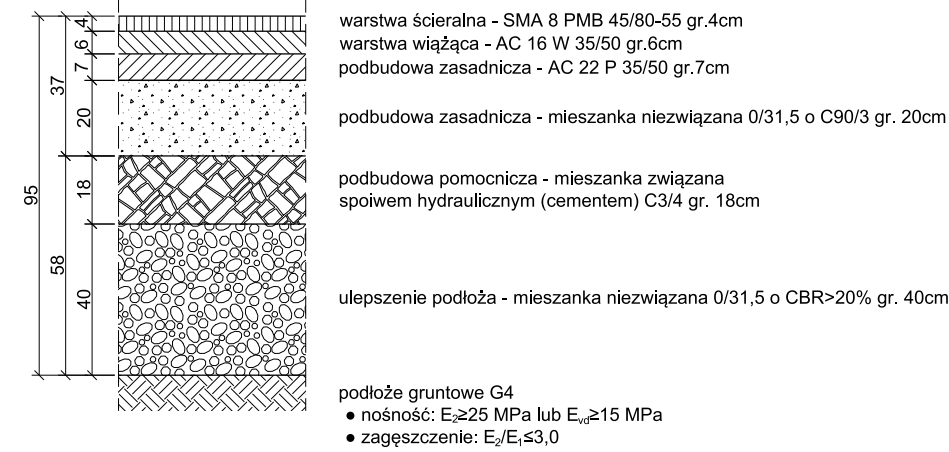 warstwa ścieralna - SMA 8 PMB 45/80-55 gr.4cm
warstwa wiążąca - AC 16 W 35/50 gr.6cm
podbudowa zasadnicza - AC 22 P 35/50 gr.7cm
podbudowa zasadnicza - mieszanka niezwiązana 0/31,5 o C90/3 gr. 20cm
podbudowa pomocnicza - mieszanka związana
spoiwem hydraulicznym (cementem) C3/4 gr. 18cm
ulepszenie podłoża - mieszanka niezwiązana 0/31,5 o CBR>20% gr. 40cm
podłoże gruntowe G4
● nośność: E₂≥25 MPa lub Evd≥15 MPa
● zagęszczenie: E₂/E₁≤3,0
95
37
58
4
6
7
20
18
40